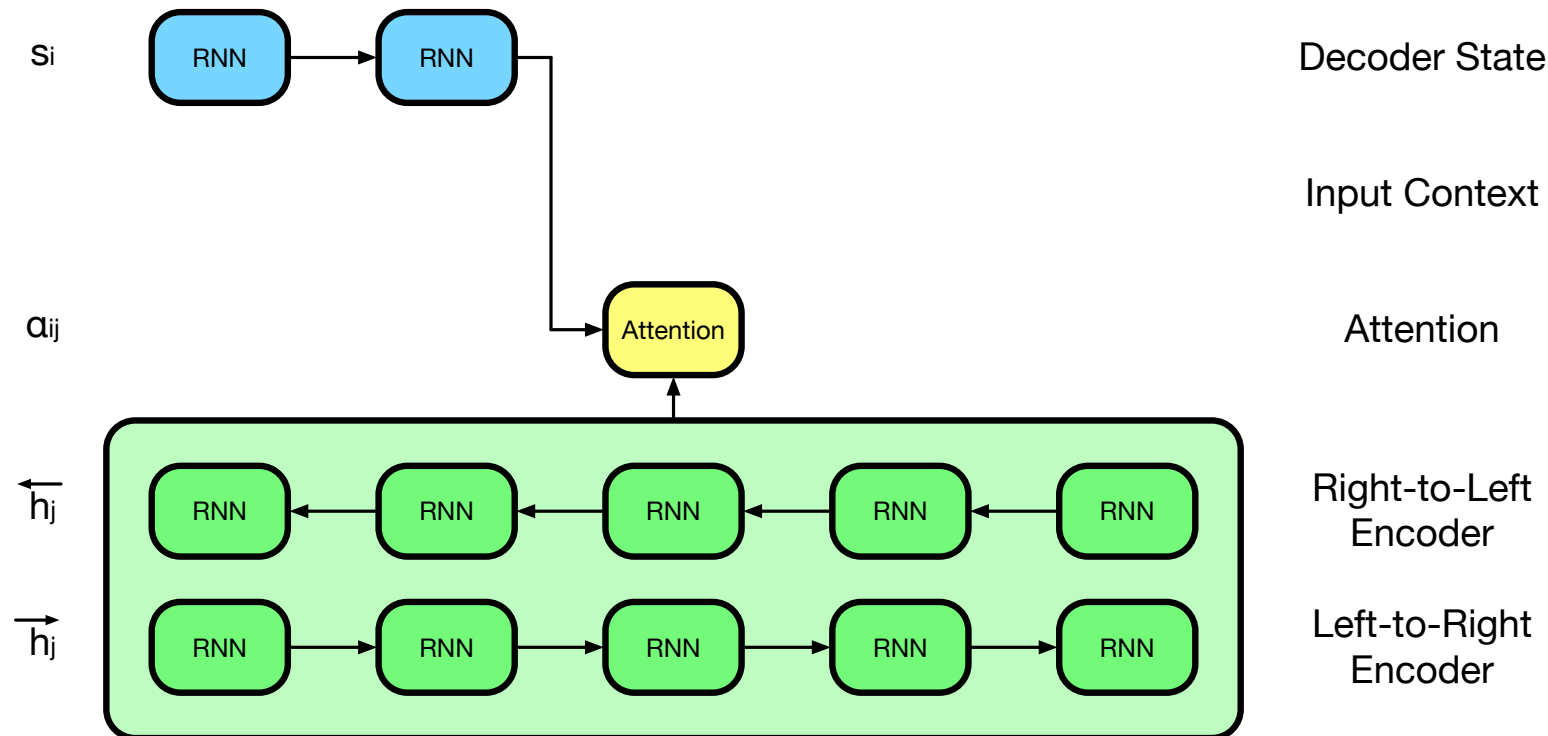 si RNN RNN Decoder State
Input Context
αij Attention Attention
hj RNN RNN RNN RNN RNN Right-to-Left
Encoder
hj RNN RNN RNN RNN RNN Left-to-Right
Encoder